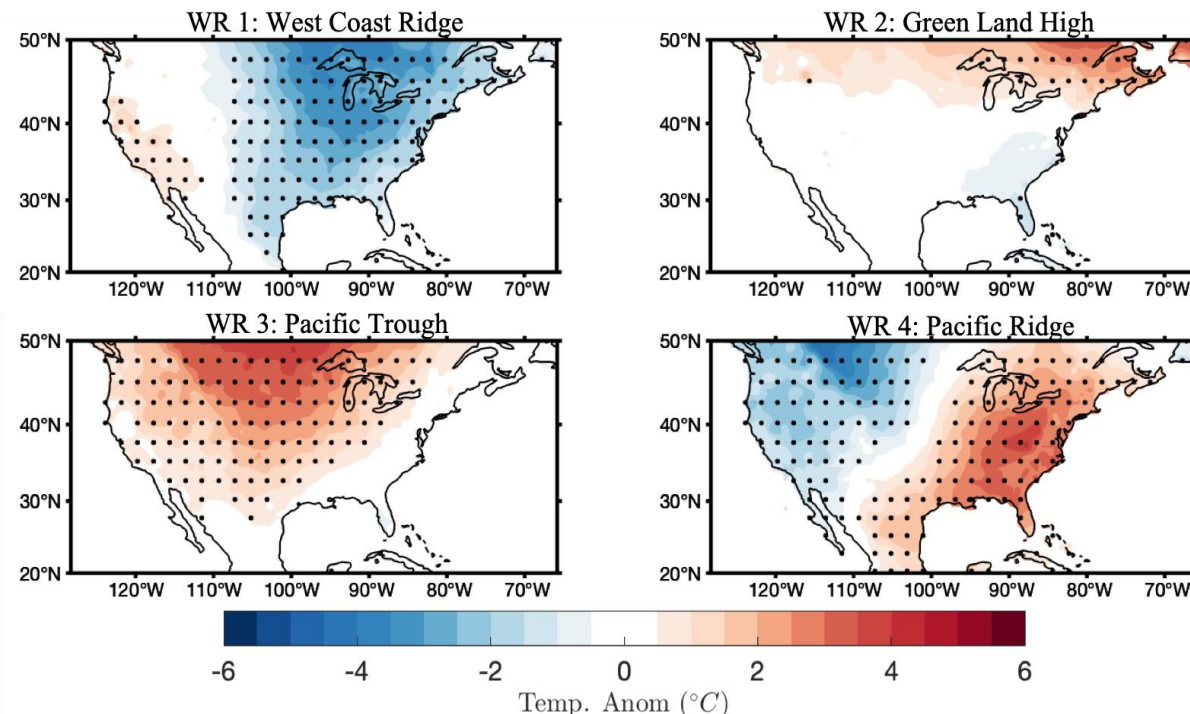 WR 1: West Coast Ridge
50°N
40°N
30°N
20°N
120°W 110°W 100°W 90°W 80°W 70°W
WR 2: Green Land High
50°N
40°N
30°N
20°N
120°W 110°W 100°W 90°W 80°W 70°W
WR 3: Pacific Trough
50°N
40°N
30°N
20°N
120°W 110°W 100°W 90°W 80°W 70°W
WR 4: Pacific Ridge
50°N
40°N
30°N
20°N
120°W 110°W 100°W 90°W 80°W 70°W
-6 -4 -2 0 2 4 6
Temp. Anom (°C)